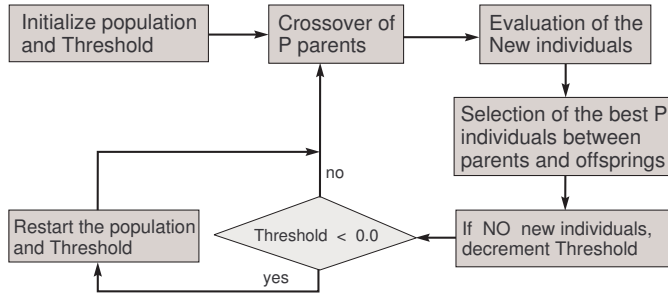 Initialize population
and Threshold
Crossover of
P parents
Evaluation of the
New individuals
Selection of the best P
individuals between
parents and offsprings
If NO new individuals,
decrement Threshold
Threshold < 0.0
no
yes
Restart the population
and Threshold